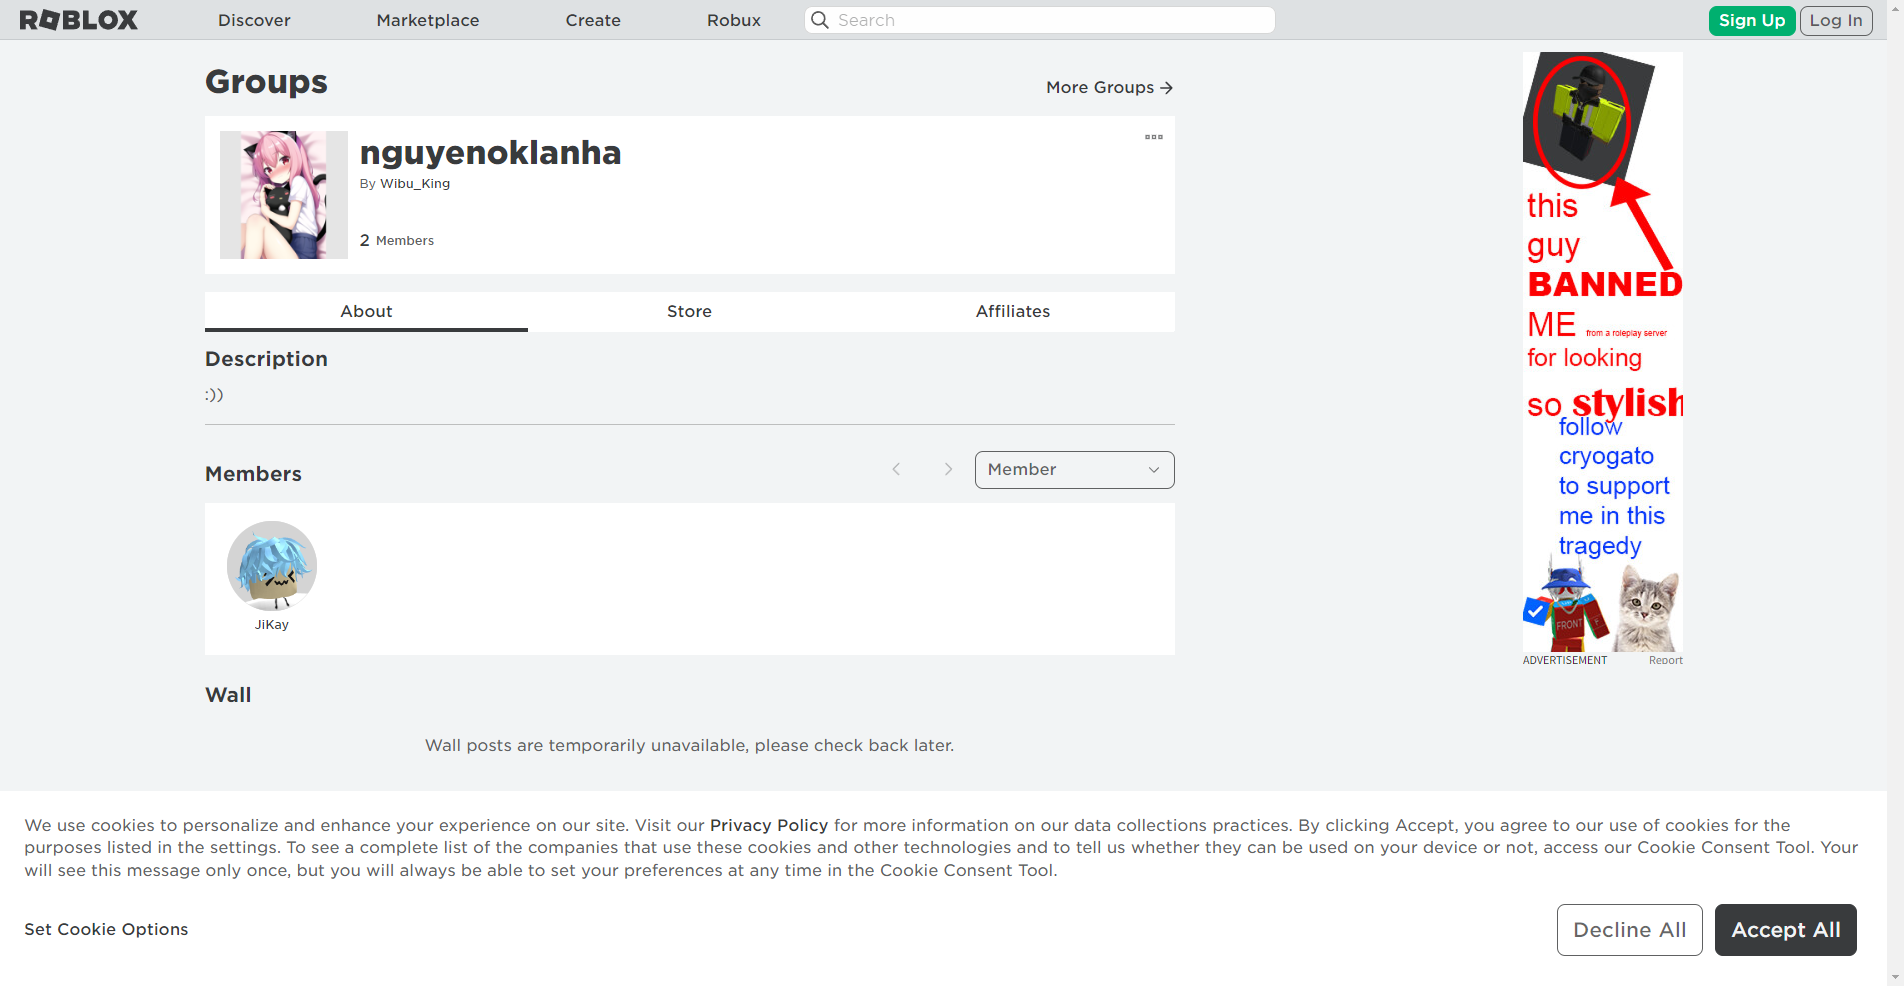 ROBLOX
Discover
Marketplace
Create
Robux
Search
Sign Up
Log In
Groups
More Groups →
nguyenoklanha
By Wibu_King
2 Members
About
Store
Affiliates
Description
:))
Members
Member
JiKay
Wall
Wall posts are temporarily unavailable, please check back later.
this
guy
BANNED
ME from a roleplay server
for looking
so stylish
follow
cryogato
to support
me in this
tragedy
FRONT F
ADVERTISEMENT
Report
We use cookies to personalize and enhance your experience on our site. Visit our Privacy Policy for more information on our data collections practices. By clicking Accept, you agree to our use of cookies for the
purposes listed in the settings. To see a complete list of the companies that use these cookies and other technologies and to tell us whether they can be used on your device or not, access our Cookie Consent Tool. Your
will see this message only once, but you will always be able to set your preferences at any time in the Cookie Consent Tool.
Set Cookie Options
Decline All
Accept All